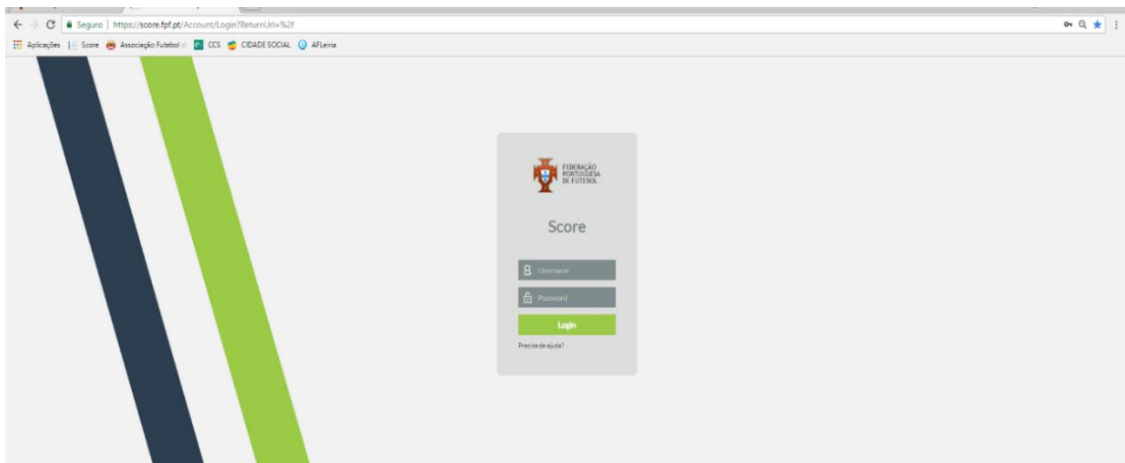 Seguro | https://score.fpf.pt/Account/Login?ReturnUrl=%2f
Aplicações Score Associação Futebol CCS CIDADE SOCIAL AFLeiria
FEDERAÇÃO
PORTUGUESA
DE FUTEBOL
Score
Username
Password
Login
Precisa de ajuda?